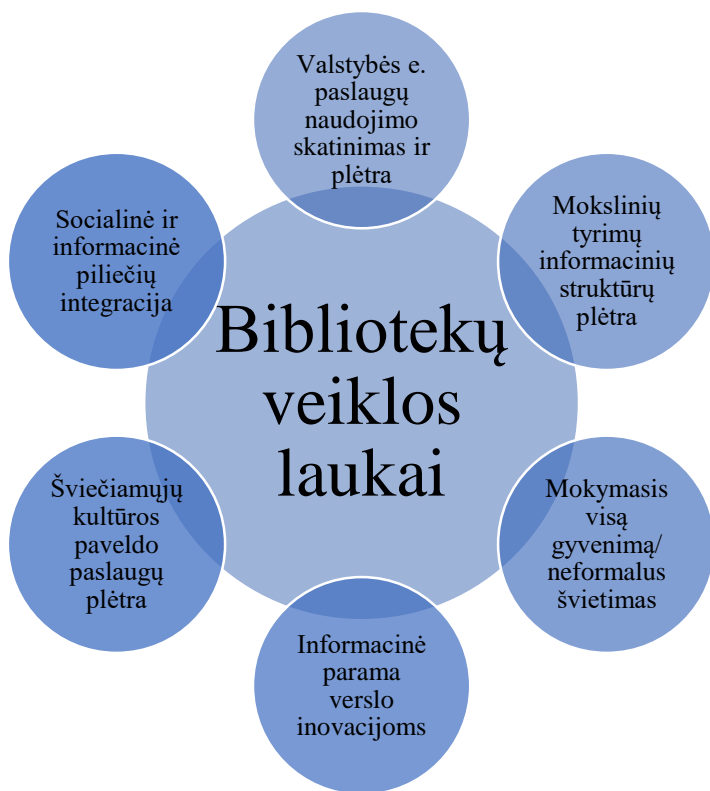 Valstybės e.
paslaugų
naudojimo
skatinimas ir
plėtra
Mokslinių
tyrimų
informacinių
struktūrų
plėtra
Mokymasis
visą
gyvenimą/
neformalus
švietimas
Informacinė
parama
verslo
inovacijoms
Šviečiamųjų
kultūros
paveldo
paslaugų
plėtra
Socialinė ir
informacinė
piliečių
integracija
Bibliotekų
veiklos
laukai